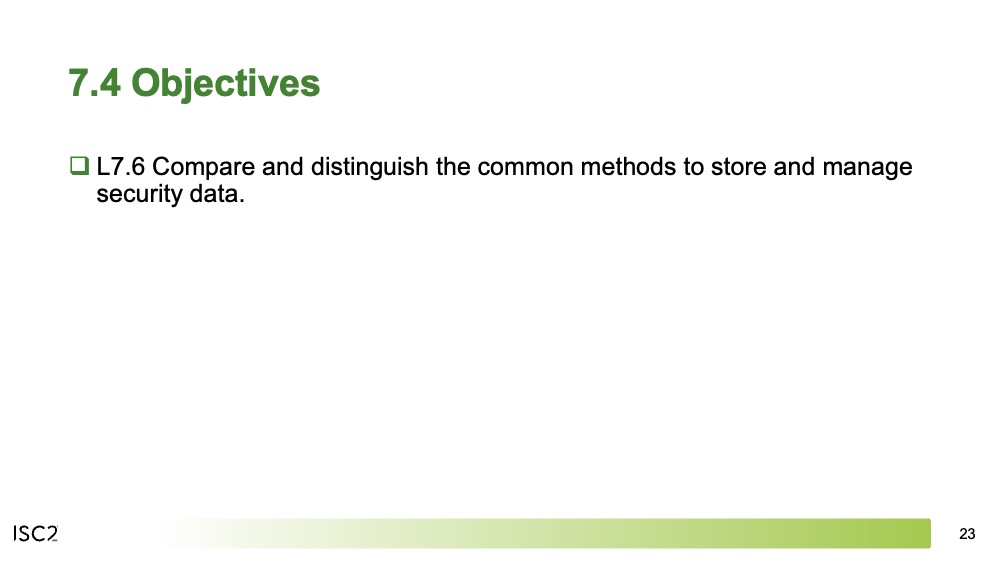 7.4 Objectives
❑ L7.6 Compare and distinguish the common methods to store and manage
security data.
ISC2
23